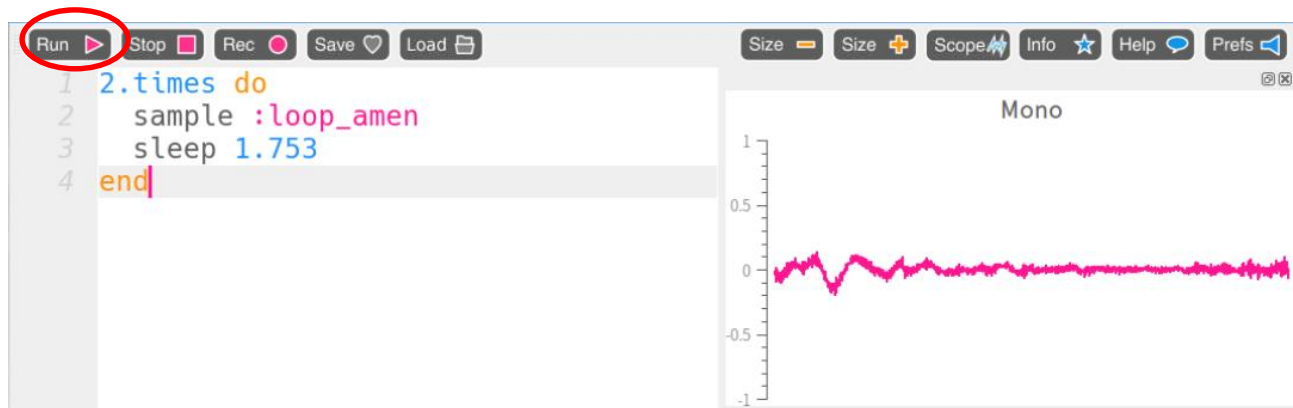 Run Stop Rec Save Load Size Size Scope Info Help Prefs
1 2.times do
2 sample :loop_amen
3 sleep 1.753
4 end
Mono
1
0.5
0
-0.5
-1